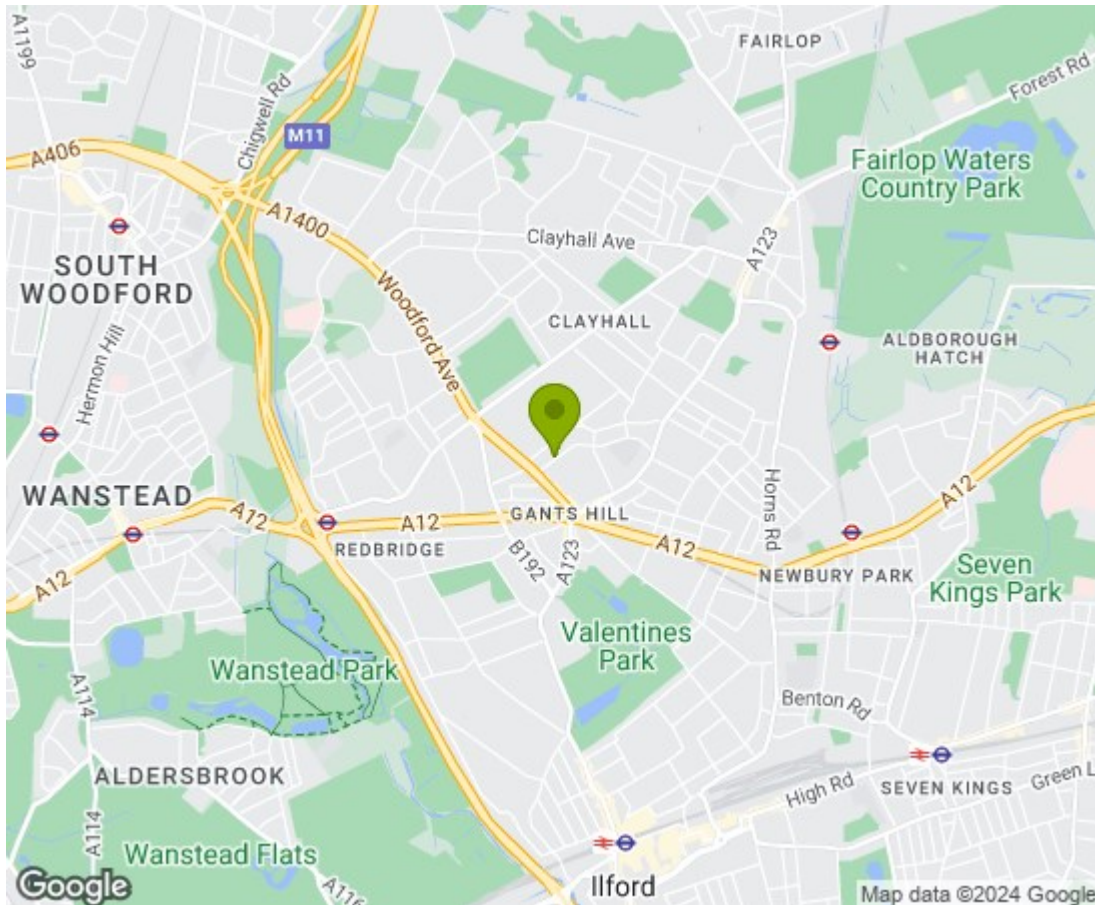 A1199
FAIRLOP
Chigwell Rd
Forest Rd
M11
A406
Fairlop Waters
Country Park
A1400
Clayhall Ave
A123
SOUTH
WOODFORD
CLAYHALL
Woodford Ave
ALDBOROUGH
HATCH
Hermon Hill
WANSTEAD
Horns Rd
A12
A12
A12
GANTS HILL
REDBRIDGE
B192
A123
A12
NEWBURY PARK
Seven
Kings Park
A12
Valentines
Park
Wanstead Park
A114
Benton Rd
ALDERSBROOK
High Rd
SEVEN KINGS
Green L
A114
Wanstead Flats
A116
Ilford
Google
Map data ©2024 Google